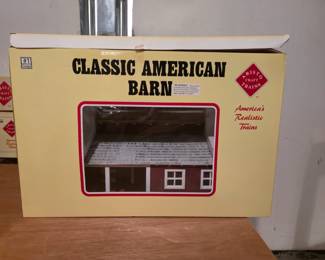 CLASSIC AMERICAN
BARN
ARISTO
CRAFT
TRAINS
America's
Realistic
Trains